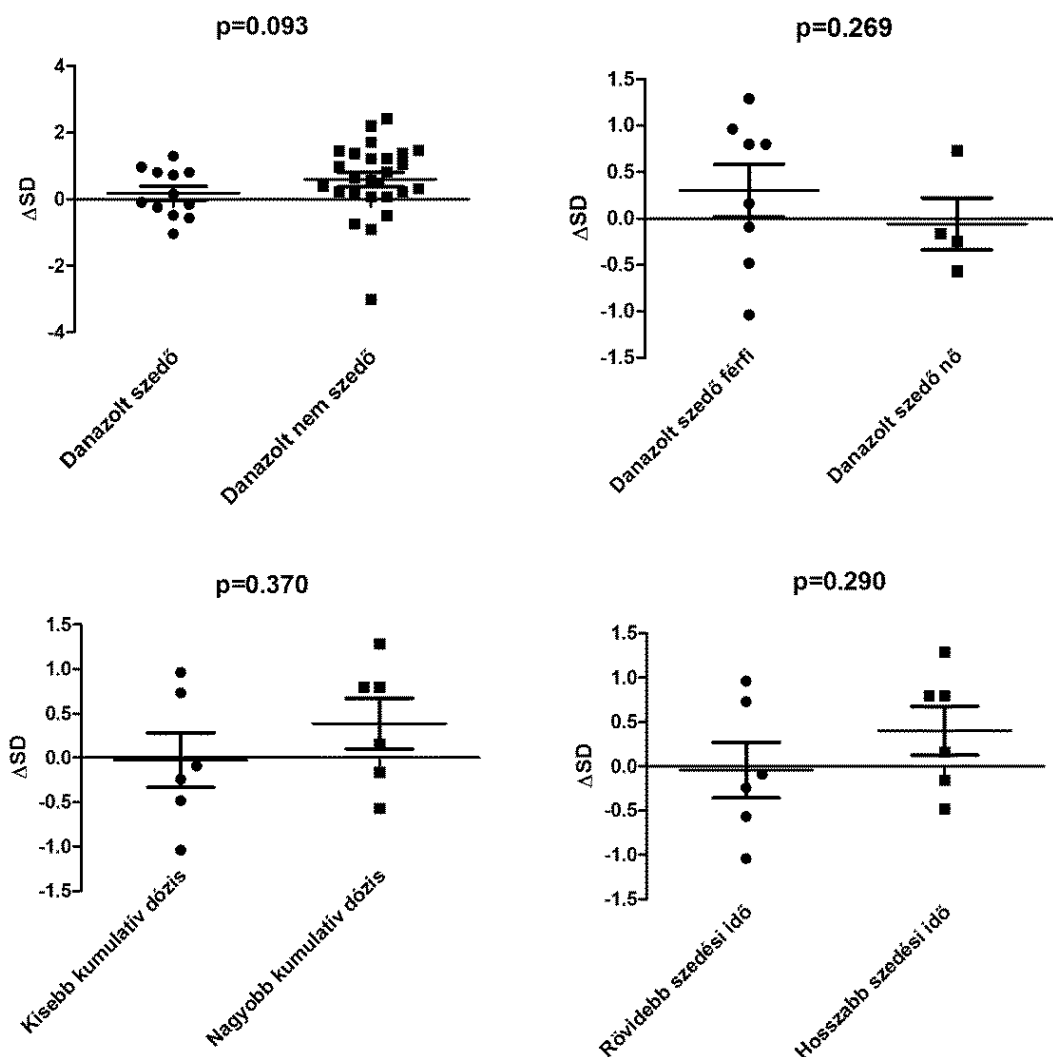 p=0.093
4
2
0
-2
-4
ΔSD
Danazolt szedő
Danazolt nem szedő
p=0.269
1.5
1.0
0.5
0.0
-0.5
-1.0
-1.5
ΔSD
Danazolt szedő férfi
Danazolt szedő nő
p=0.370
1.5
1.0
0.5
0.0
-0.5
-1.0
-1.5
ΔSD
Kisebb kumulatív dózis
Nagyobb kumulatív dózis
p=0.290
1.5
1.0
0.5
0.0
-0.5
-1.0
-1.5
ΔSD
Rövidebb szedési idő
Hosszabb szedési idő